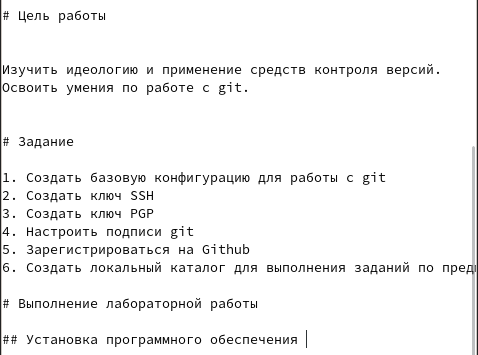 # Цель работы
Изучить идеологию и применение средств контроля версий.
Освоить умения по работе с git.
# Задание
1. Создать базовую конфигурацию для работы с git
2. Создать ключ SSH
3. Создать ключ PGP
4. Настроить подписи git
5. Зарегистрироваться на Github
6. Создать локальный каталог для выполнения заданий по
# Выполнение лабораторной работы
## Установка программного обеспечения